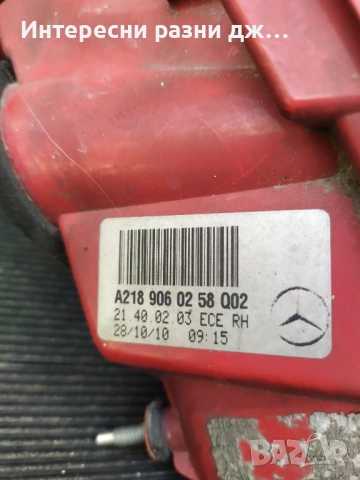 Интересни разни дж...
A218 906 02 58 Q02
21.40.02.03 ECE RH
28/10/10 09:15
BAZAR